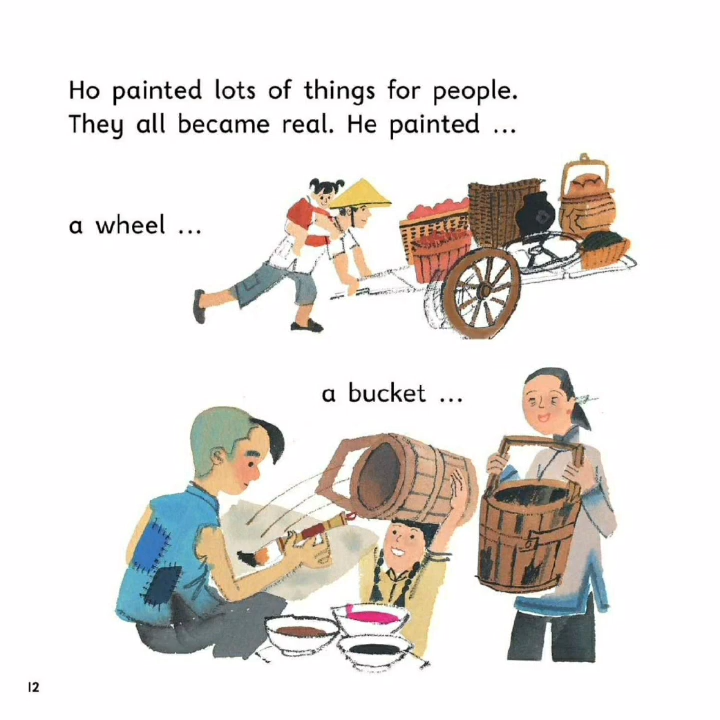 Ho painted lots of things for people.
They all became real. He painted ...
a wheel ...
a bucket ...
12